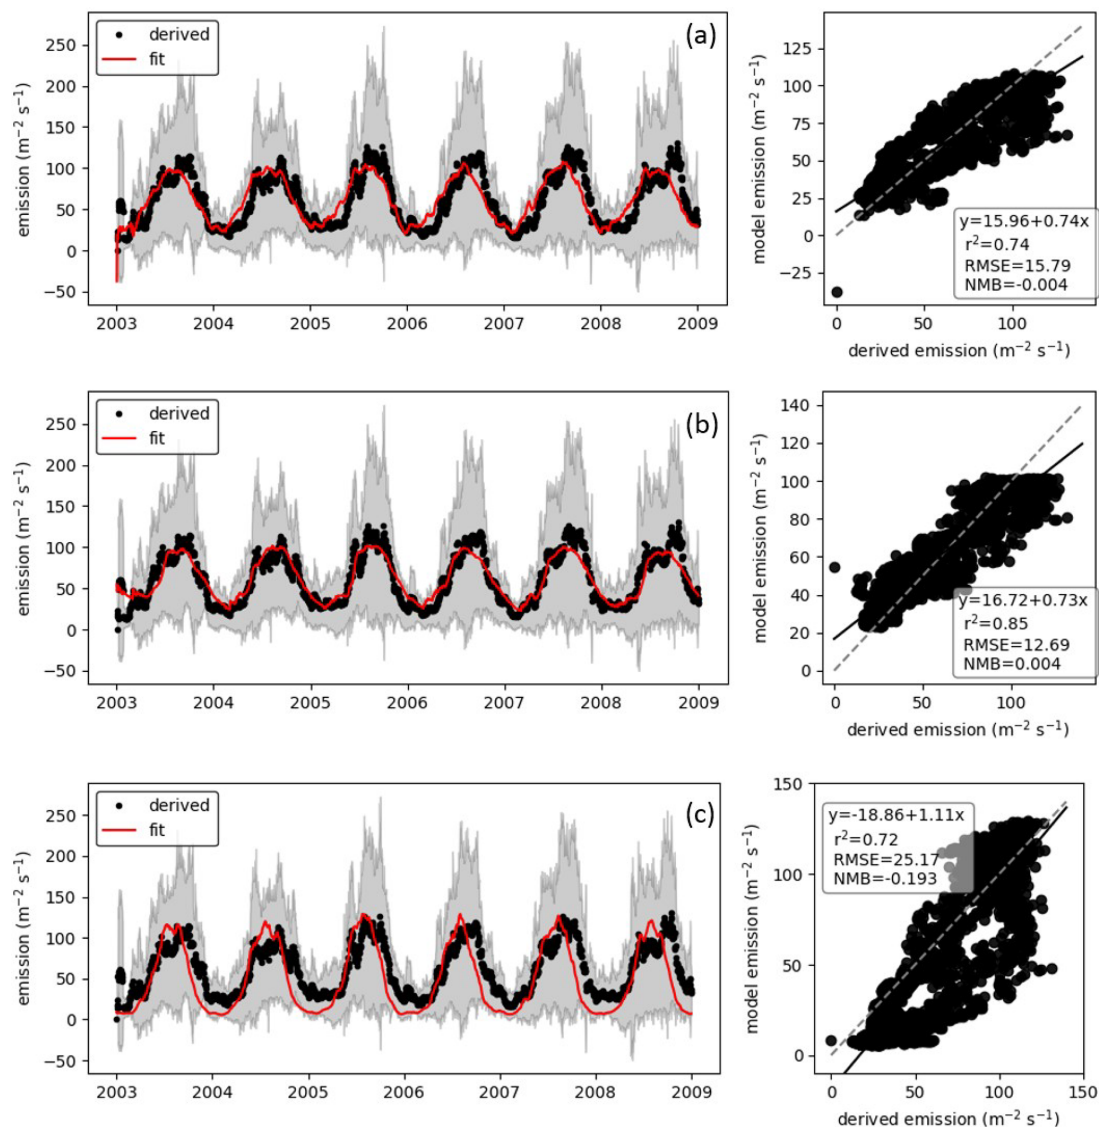 (a)
derived
fit
250
200
150
100
50
0
−50
emission (m⁻² s⁻¹)
2003 2004 2005 2006 2007 2008 2009
125
100
75
50
25
0
−25
model emission (m⁻² s⁻¹)
y=15.96+0.74x
r²=0.74
RMSE=15.79
NMB=-0.004
0 50 100
derived emission (m⁻² s⁻¹)
(b)
derived
fit
250
200
150
100
50
0
−50
emission (m⁻² s⁻¹)
2003 2004 2005 2006 2007 2008 2009
140
120
100
80
60
40
20
0
model emission (m⁻² s⁻¹)
y=16.72+0.73x
r²=0.85
RMSE=12.69
NMB=0.004
0 50 100
derived emission (m⁻² s⁻¹)
(c)
derived
fit
250
200
150
100
50
0
−50
emission (m⁻² s⁻¹)
2003 2004 2005 2006 2007 2008 2009
150
100
50
0
model emission (m⁻² s⁻¹)
y=-18.86+1.11x
r²=0.72
RMSE=25.17
NMB=-0.193
0 50 100 150
derived emission (m⁻² s⁻¹)